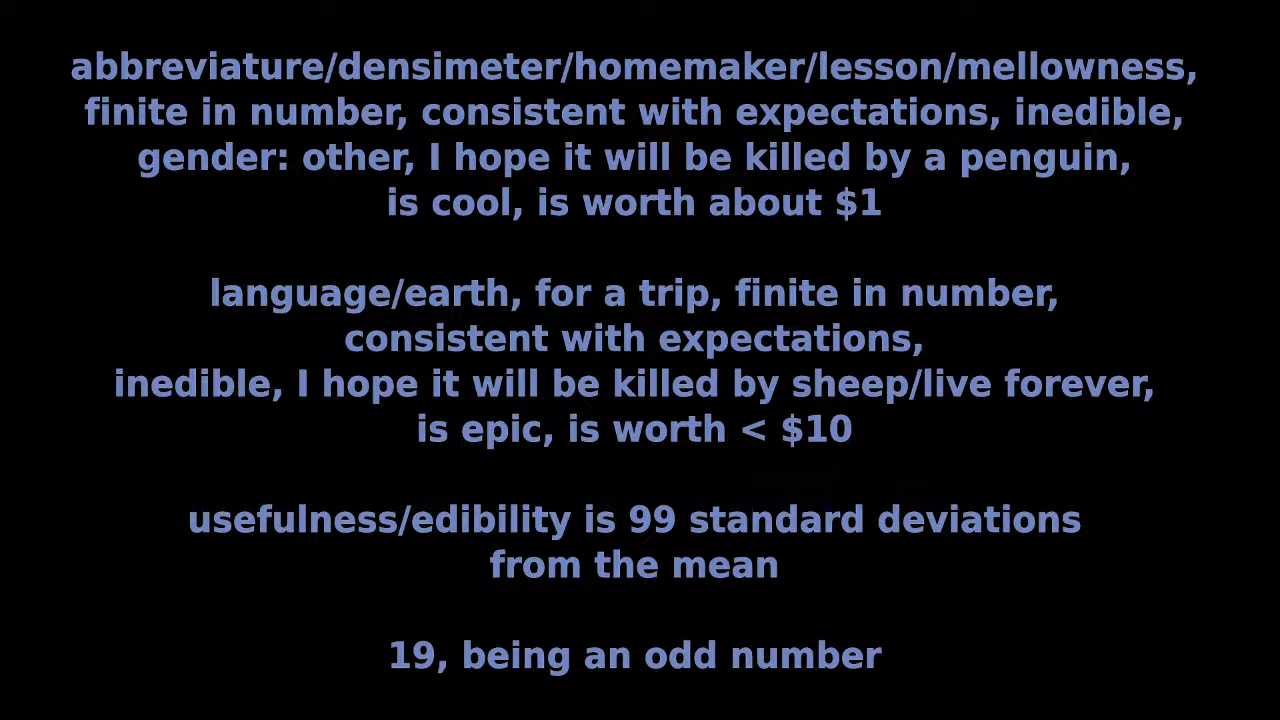 abbreviature/densimeter/homemaker/lesson/mellowness,
finite in number, consistent with expectations, inedible,
gender: other, I hope it will be killed by a penguin,
is cool, is worth about $1
language/earth, for a trip, finite in number,
consistent with expectations,
inedible, I hope it will be killed by sheep/live forever,
is epic, is worth < $10
usefulness/edibility is 99 standard deviations
from the mean
19, being an odd number